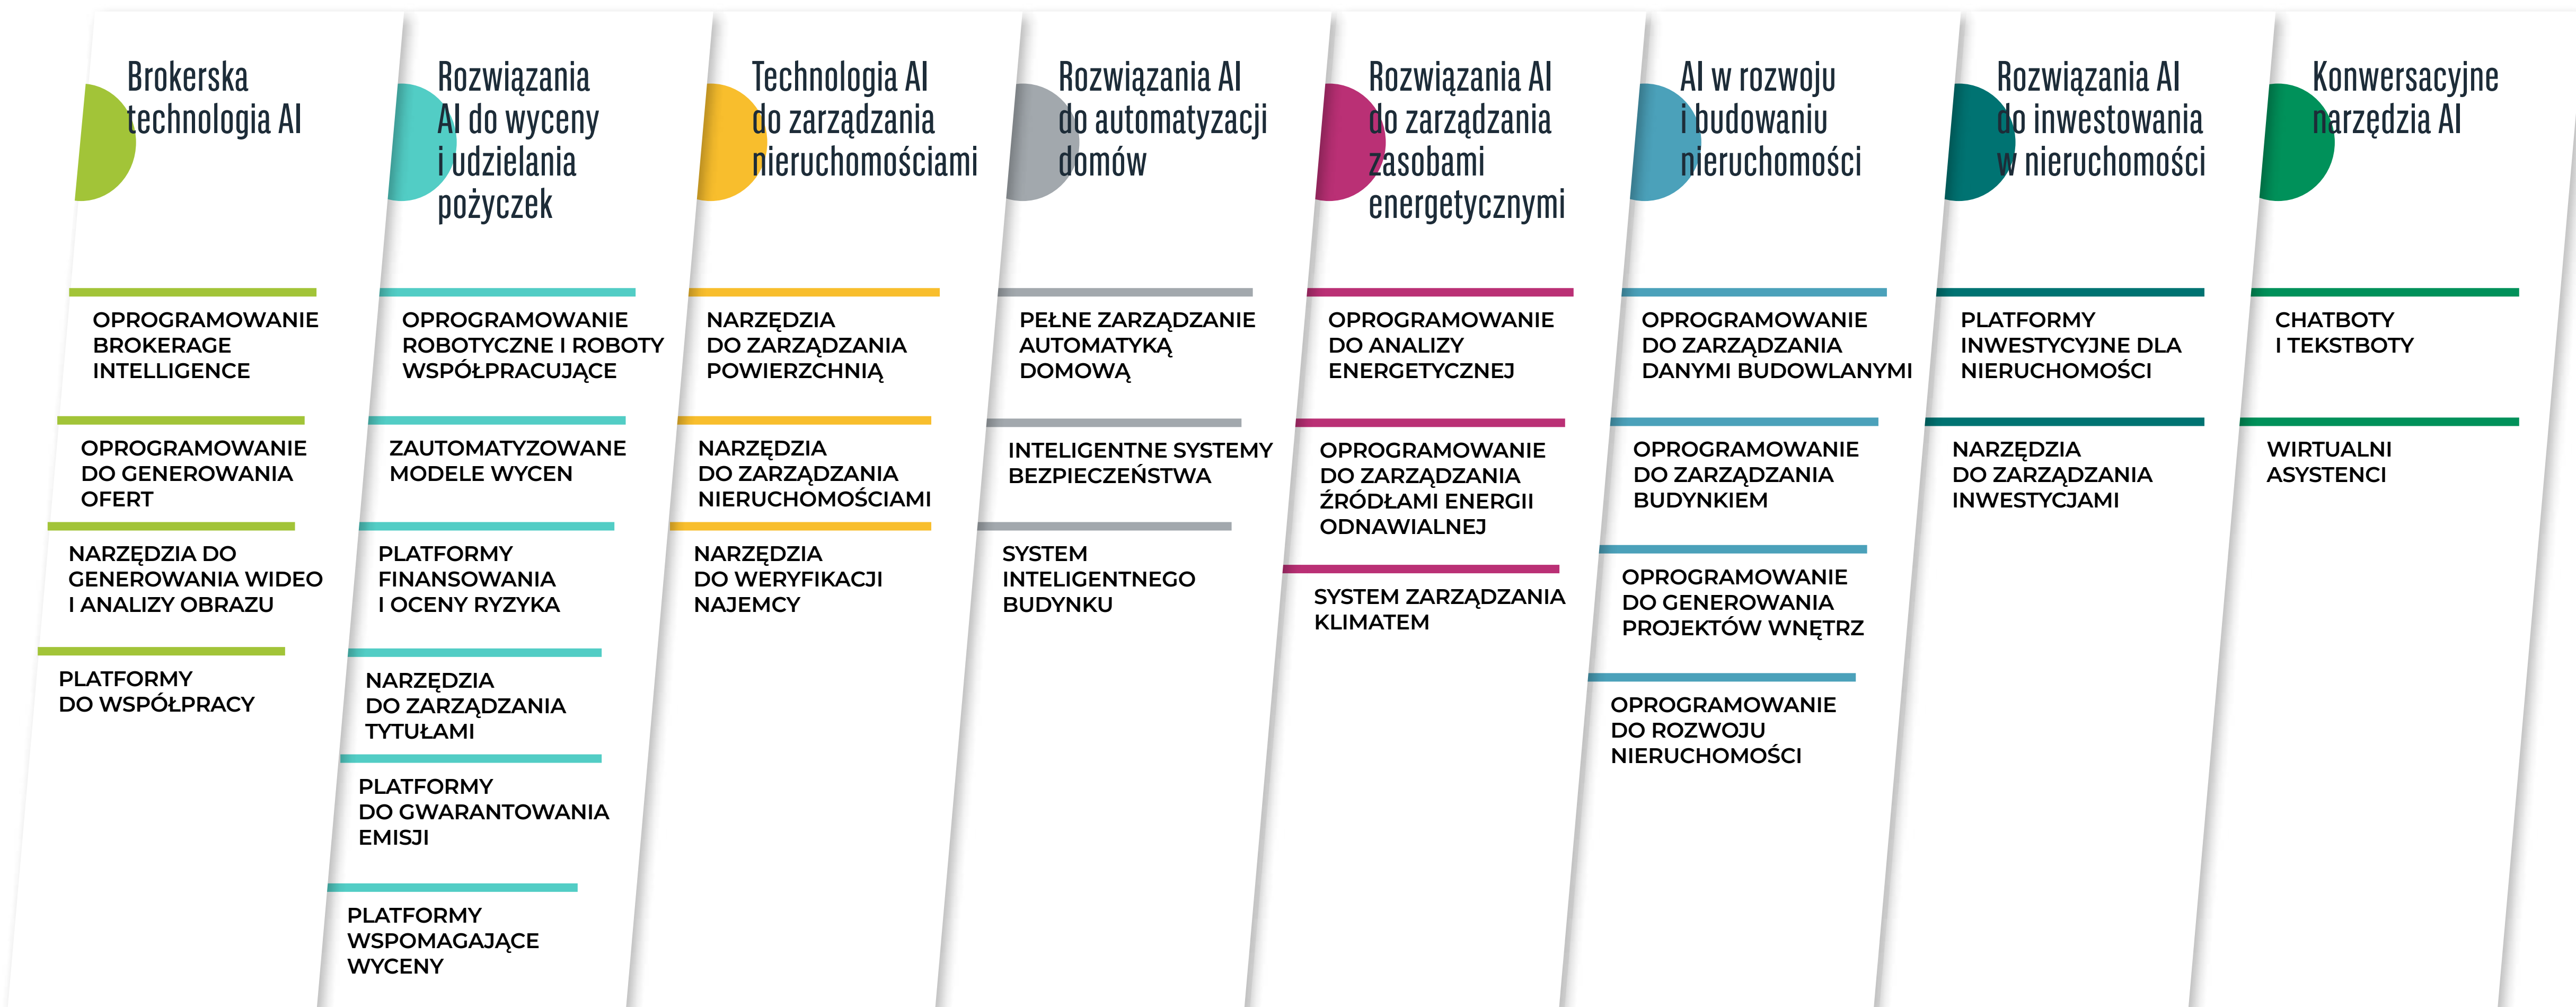 Brokerska
technologia AI
OPROGRAMOWANIE
BROKERAGE
INTELLIGENCE
OPROGRAMOWANIE
DO GENEROWANIA
OFERT
NARZĘDZIA DO
GENEROWANIA WIDEO
I ANALIZY OBRAZU
PLATFORMY
DO WSPÓŁPRACY
Rozwiązania
AI do wyceny
i udzielania
pożyczek
OPROGRAMOWANIE
ROBOTYCZNE I ROBOTY
WSPÓŁPRACUJĄCE
ZAUTOMATYZOWANE
MODELE WYCEN
PLATFORMY
FINANSOWANIA
I OCENY RYZYKA
NARZĘDZIA
DO ZARZĄDZANIA
TYTUŁAMI
PLATFORMY
DO GWARANTOWANIA
EMISJI
PLATFORMY
WSPOMAGAJĄCE
WYCENY
Technologia AI
do zarządzania
nieruchomościami
NARZĘDZIA
DO ZARZĄDZANIA
POWIERZCHNIĄ
NARZĘDZIA
DO ZARZĄDZANIA
NIERUCHOMOŚCIAMI
NARZĘDZIA
DO WERYFIKACJI
NAJEMCY
Rozwiązania AI
do automatyzacji
domów
PEŁNE ZARZĄDZANIE
AUTOMATYKĄ
DOMOWĄ
INTELIGENTNE SYSTEMY
BEZPIECZEŃSTWA
SYSTEM
INTELIGENTNEGO
BUDYNKU
Rozwiązania AI
do zarządzania
zasobami
energetycznymi
OPROGRAMOWANIE
DO ANALIZY
ENERGETYCZNEJ
OPROGRAMOWANIE
DO ZARZĄDZANIA
ŹRÓDŁAMI ENERGII
ODNAWIALNEJ
SYSTEM ZARZĄDZANIA
KLIMATEM
AI w rozwoju
i budowaniu
nieruchomości
OPROGRAMOWANIE
DO ZARZĄDZANIA
DANYMI BUDOWLANYMI
OPROGRAMOWANIE
DO ZARZĄDZANIA
BUDYNKIEM
OPROGRAMOWANIE
DO GENEROWANIA
PROJEKTÓW WNĘTRZ
OPROGRAMOWANIE
DO ROZWOJU
NIERUCHOMOŚCI
Rozwiązania AI
do inwestowania
w nieruchomości
PLATFORMY
INWESTYCYJNE DLA
NIERUCHOMOŚCI
NARZĘDZIA
DO ZARZĄDZANIA
INWESTYCJAMI
Konwersacyjne
narzędzia AI
CHATBOTY
I TEKSTBOTY
WIRTUALNI
ASYSTENCI